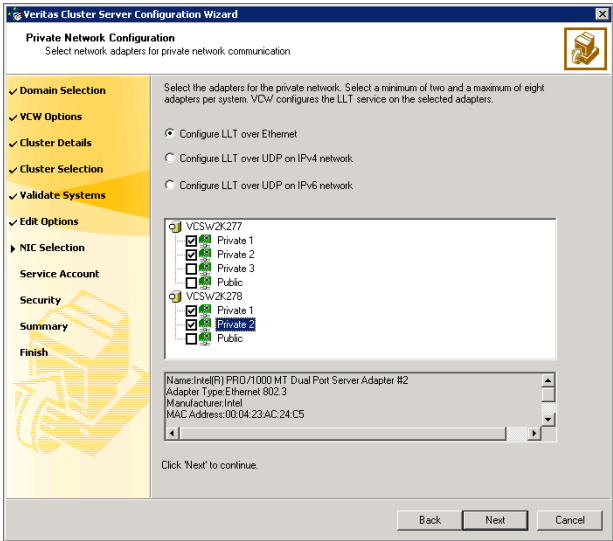 Veritas Cluster Server Configuration Wizard
Private Network Configuration
Select network adapters for private network communication
Domain Selection
VCW Options
Cluster Details
Cluster Selection
Validate Systems
Edit Options
NIC Selection
Service Account
Security
Summary
Finish
Select the adapters for the private network. Select a minimum of two and a maximum of eight
adapters per system. VCW configures the LLT service on the selected adapters.
Configure LLT over Ethernet
Configure LLT over UDP on IPv4 network
Configure LLT over UDP on IPv6 network
VCSW2K277
Private 1
Private 2
Private 3
Public
VCSW2K278
Private 1
Private 2
Public
Name:Intel(R) PRO/1000 MT Dual Port Server Adapter #2
Adapter Type:Ethernet 802.3
Manufacturer:Intel
MAC Address:00:04:23:AC:24:C5
Click 'Next' to continue.
Back
Next
Cancel